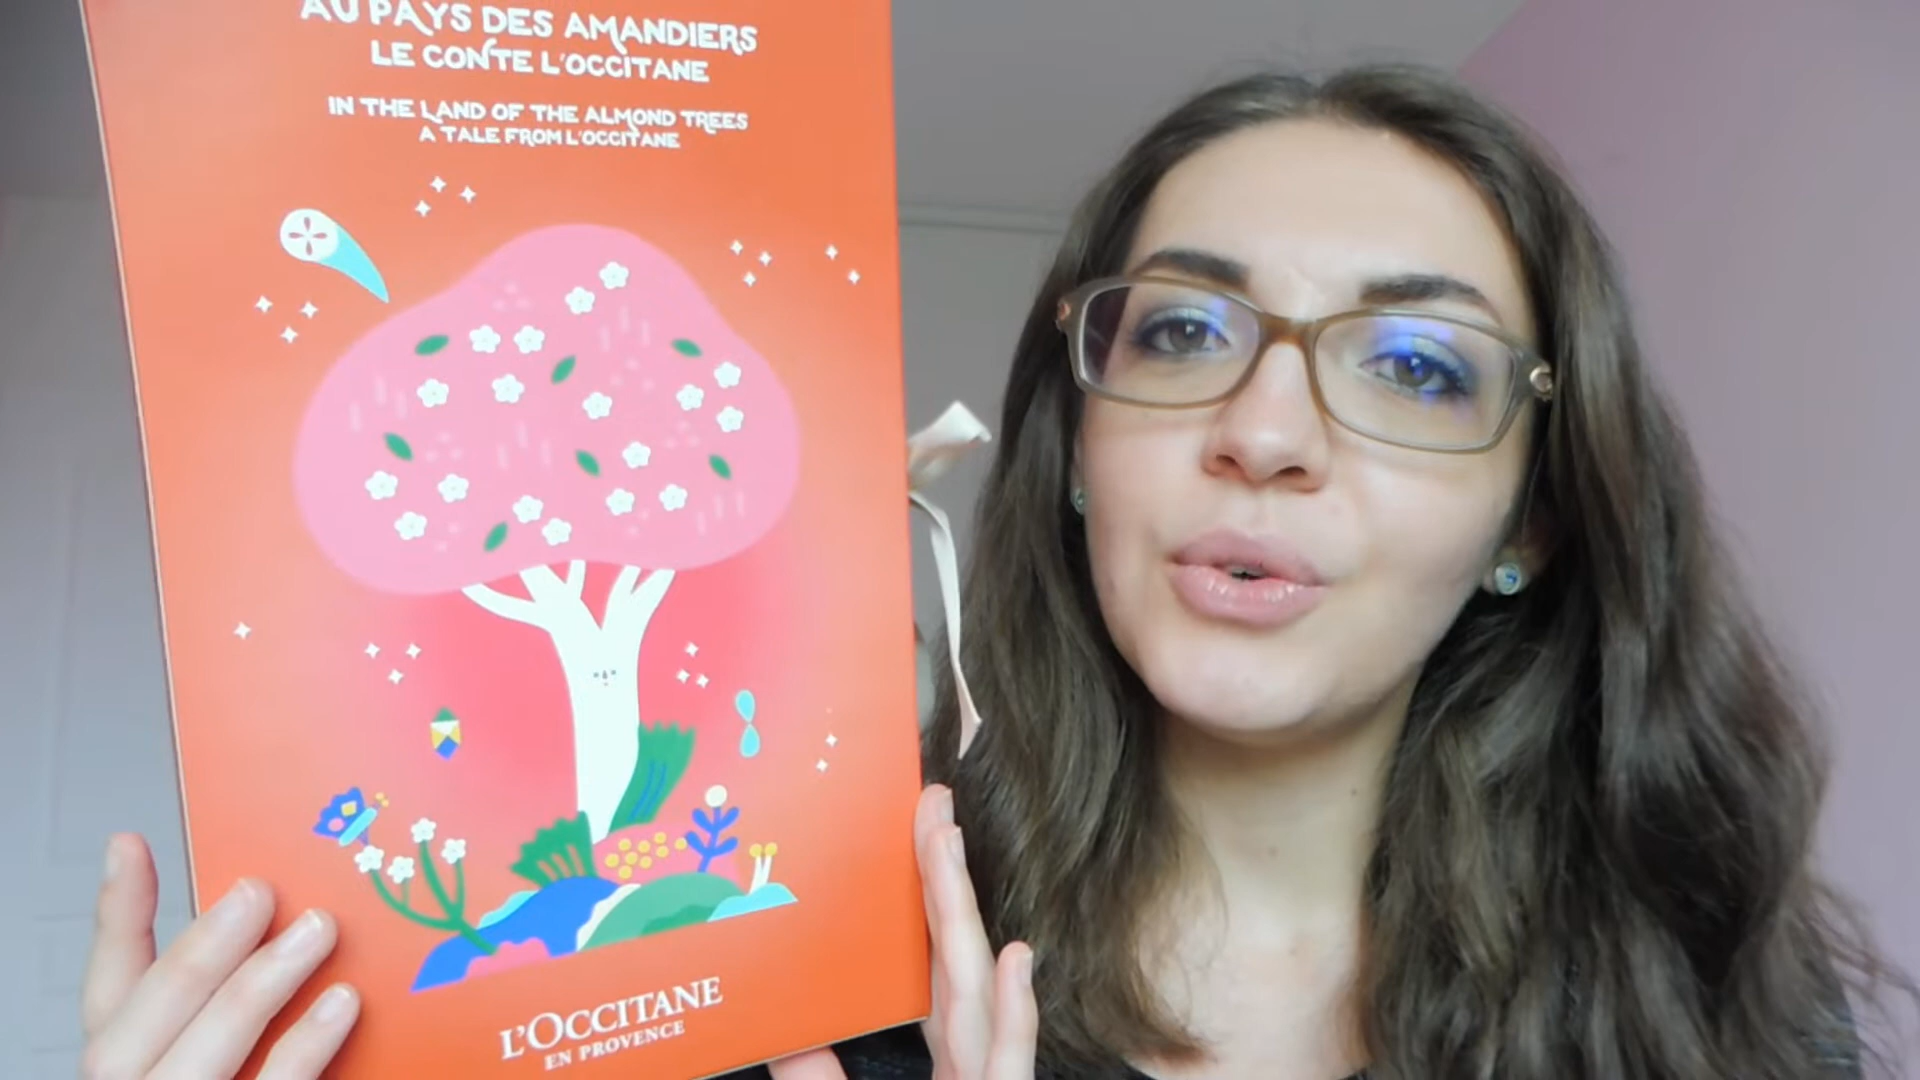 AU PAYS DES AMANDIERS
LE CONTE L'OCCITANE
IN THE LAND OF THE ALMOND TREES
A TALE FROM L'OCCITANE
L'OCCITANE
EN PROVENCE